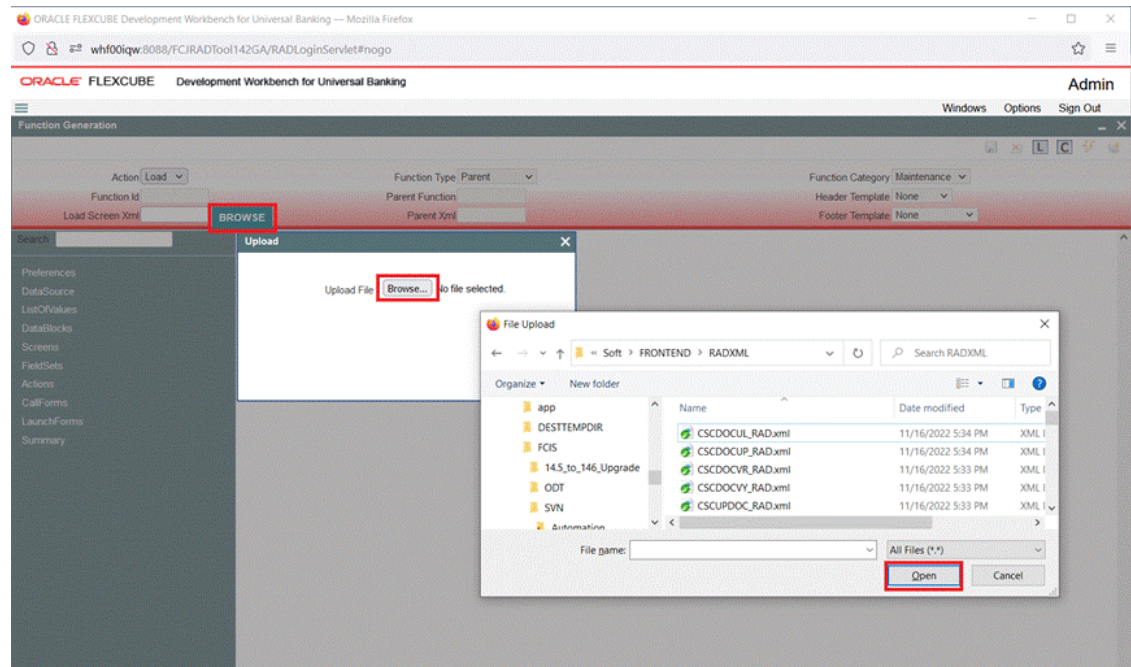 ORACLE FLEXCUBE Development Workbench for Universal Banking — Mozilla Firefox
whf00iqw:8088/FCJRADTool142GA/RADLoginServlet#nogo
ORACLE FLEXCUBE Development Workbench for Universal Banking Admin
Windows Options Sign Out
Function Generation
L C
Action Load Function Type Parent Function Category Maintenance
Function Id Parent Function Header Template None
Load Screen Xml BROWSE Parent Xml Footer Template None
Search
Upload
Preferences
DataSource
ListOfValues
DataBlocks
Screens
FieldSets
Actions
CallForms
LaunchForms
Summary
Upload File Browse... No file selected.
File Upload
« Soft > FRONTEND > RADXML Search RADXML
Organize New folder
app
DESTTEMPDIR
FCIS
14.5_to_146_Upgrade
ODT
SVN
Automation
Name Date modified Type
CSCDOCUL_RAD.xml 11/16/2022 5:34 PM XML
CSCDOCUP_RAD.xml 11/16/2022 5:34 PM XML
CSCDOCVR_RAD.xml 11/16/2022 5:33 PM XML
CSCDOCVY_RAD.xml 11/16/2022 5:33 PM XML
CSCUPDOC_RAD.xml 11/16/2022 5:33 PM XML
File name: All Files (*.*)
Open Cancel